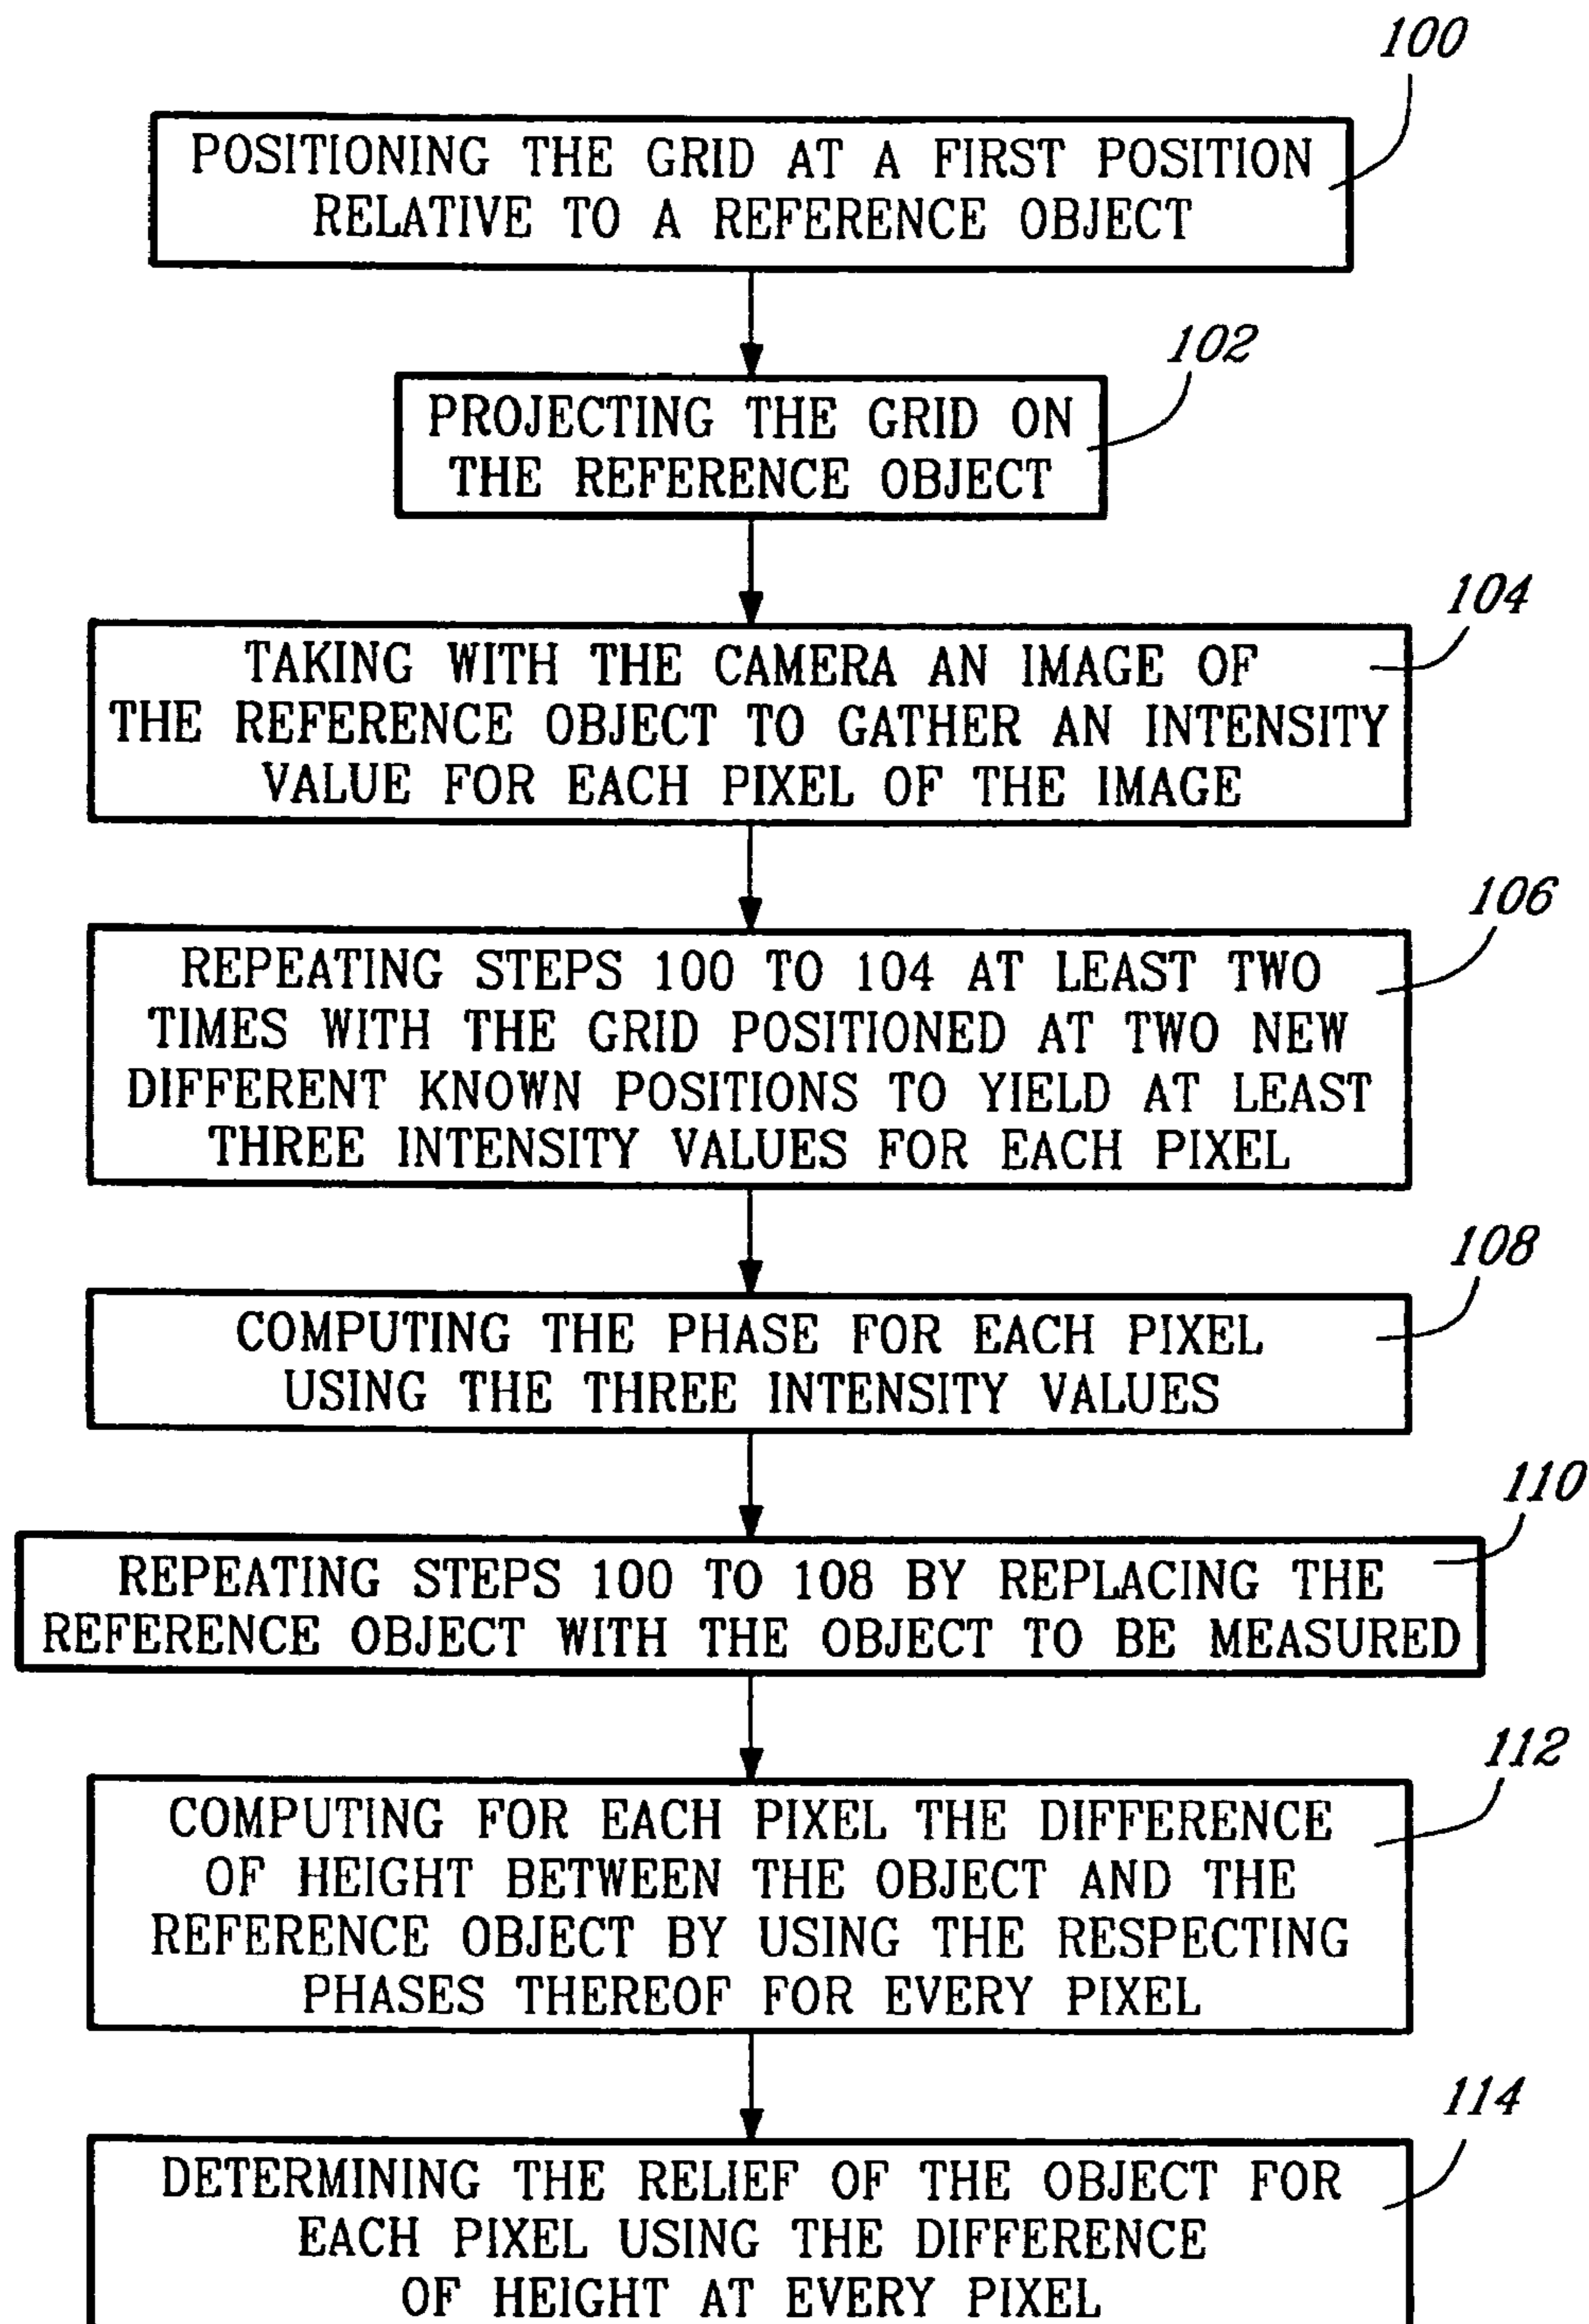 100
POSITIONING THE GRID AT A FIRST POSITION
RELATIVE TO A REFERENCE OBJECT
102
PROJECTING THE GRID ON
THE REFERENCE OBJECT
104
TAKING WITH THE CAMERA AN IMAGE OF
THE REFERENCE OBJECT TO GATHER AN INTENSITY
VALUE FOR EACH PIXEL OF THE IMAGE
106
REPEATING STEPS 100 TO 104 AT LEAST TWO
TIMES WITH THE GRID POSITIONED AT TWO NEW
DIFFERENT KNOWN POSITIONS TO YIELD AT LEAST
THREE INTENSITY VALUES FOR EACH PIXEL
108
COMPUTING THE PHASE FOR EACH PIXEL
USING THE THREE INTENSITY VALUES
110
REPEATING STEPS 100 TO 108 BY REPLACING THE
REFERENCE OBJECT WITH THE OBJECT TO BE MEASURED
112
COMPUTING FOR EACH PIXEL THE DIFFERENCE
OF HEIGHT BETWEEN THE OBJECT AND THE
REFERENCE OBJECT BY USING THE RESPECTING
PHASES THEREOF FOR EVERY PIXEL
114
DETERMINING THE RELIEF OF THE OBJECT FOR
EACH PIXEL USING THE DIFFERENCE
OF HEIGHT AT EVERY PIXEL